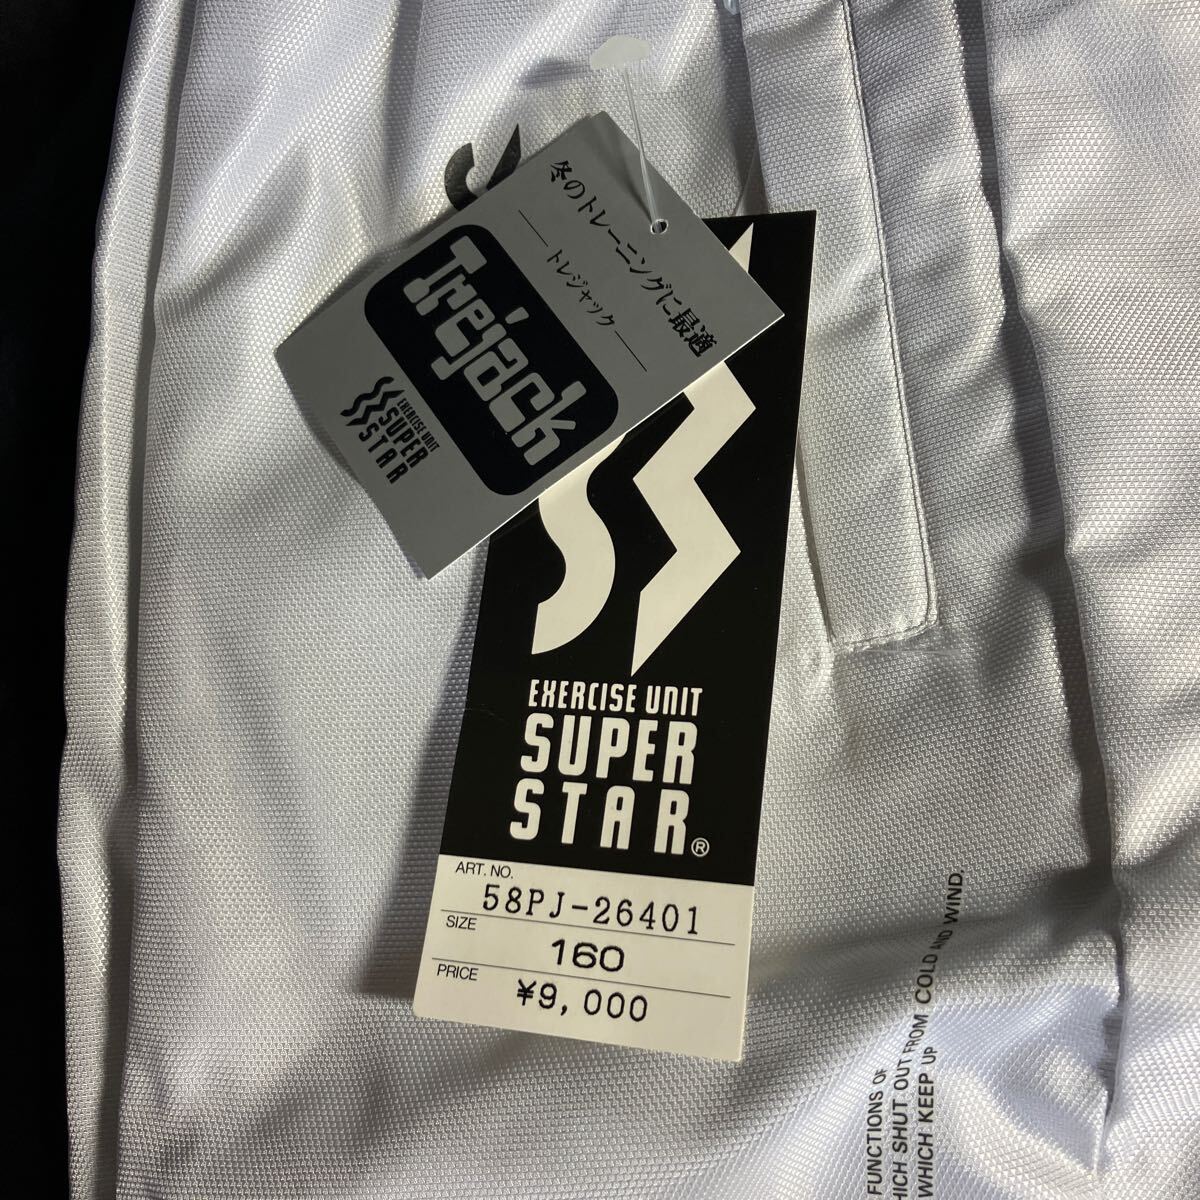 冬のトレーニングに最適
トレジャック
Trejack
EXERCISE UNIT
SUPER
STAR
EXERCISE UNIT
SUPER
STAR®
ART. NO.
58PJ-26401
SIZE
160
PRICE
¥9,000
FUNCTIONS OF
HICH SHUT OUT FROM COLD AND WIND.
WHICH KEEP UP